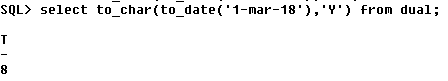 SQL> select to_char(to_date('1-mar-18'),'Y') from dual;
T
-
8